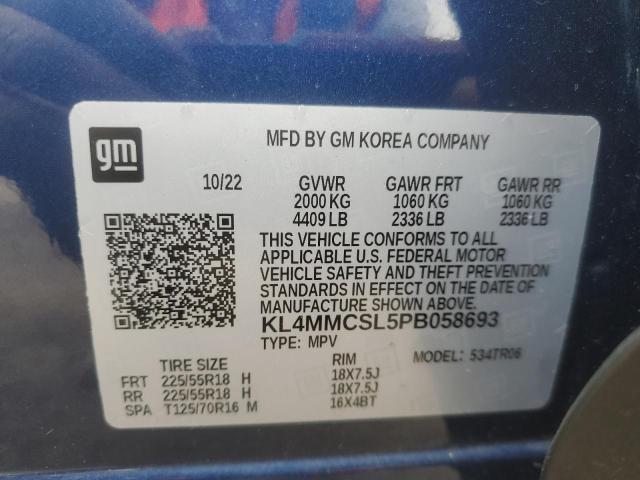 gm
MFD BY GM KOREA COMPANY
10/22 GVWR GAWR FRT GAWR RR
2000 KG 1060 KG 1060 KG
4409 LB 2336 LB 2336 LB
THIS VEHICLE CONFORMS TO ALL
APPLICABLE U.S. FEDERAL MOTOR
VEHICLE SAFETY AND THEFT PREVENTION
STANDARDS IN EFFECT ON THE DATE OF
MANUFACTURE SHOWN ABOVE.
KL4MMCSL5PB058693
TYPE: MPV MODEL: 534TR06
TIRE SIZE RIM
FRT 225/55R18 H 18X7.5J
RR 225/55R18 H 18X7.5J
SPA T125/70R16 M 16X4BT